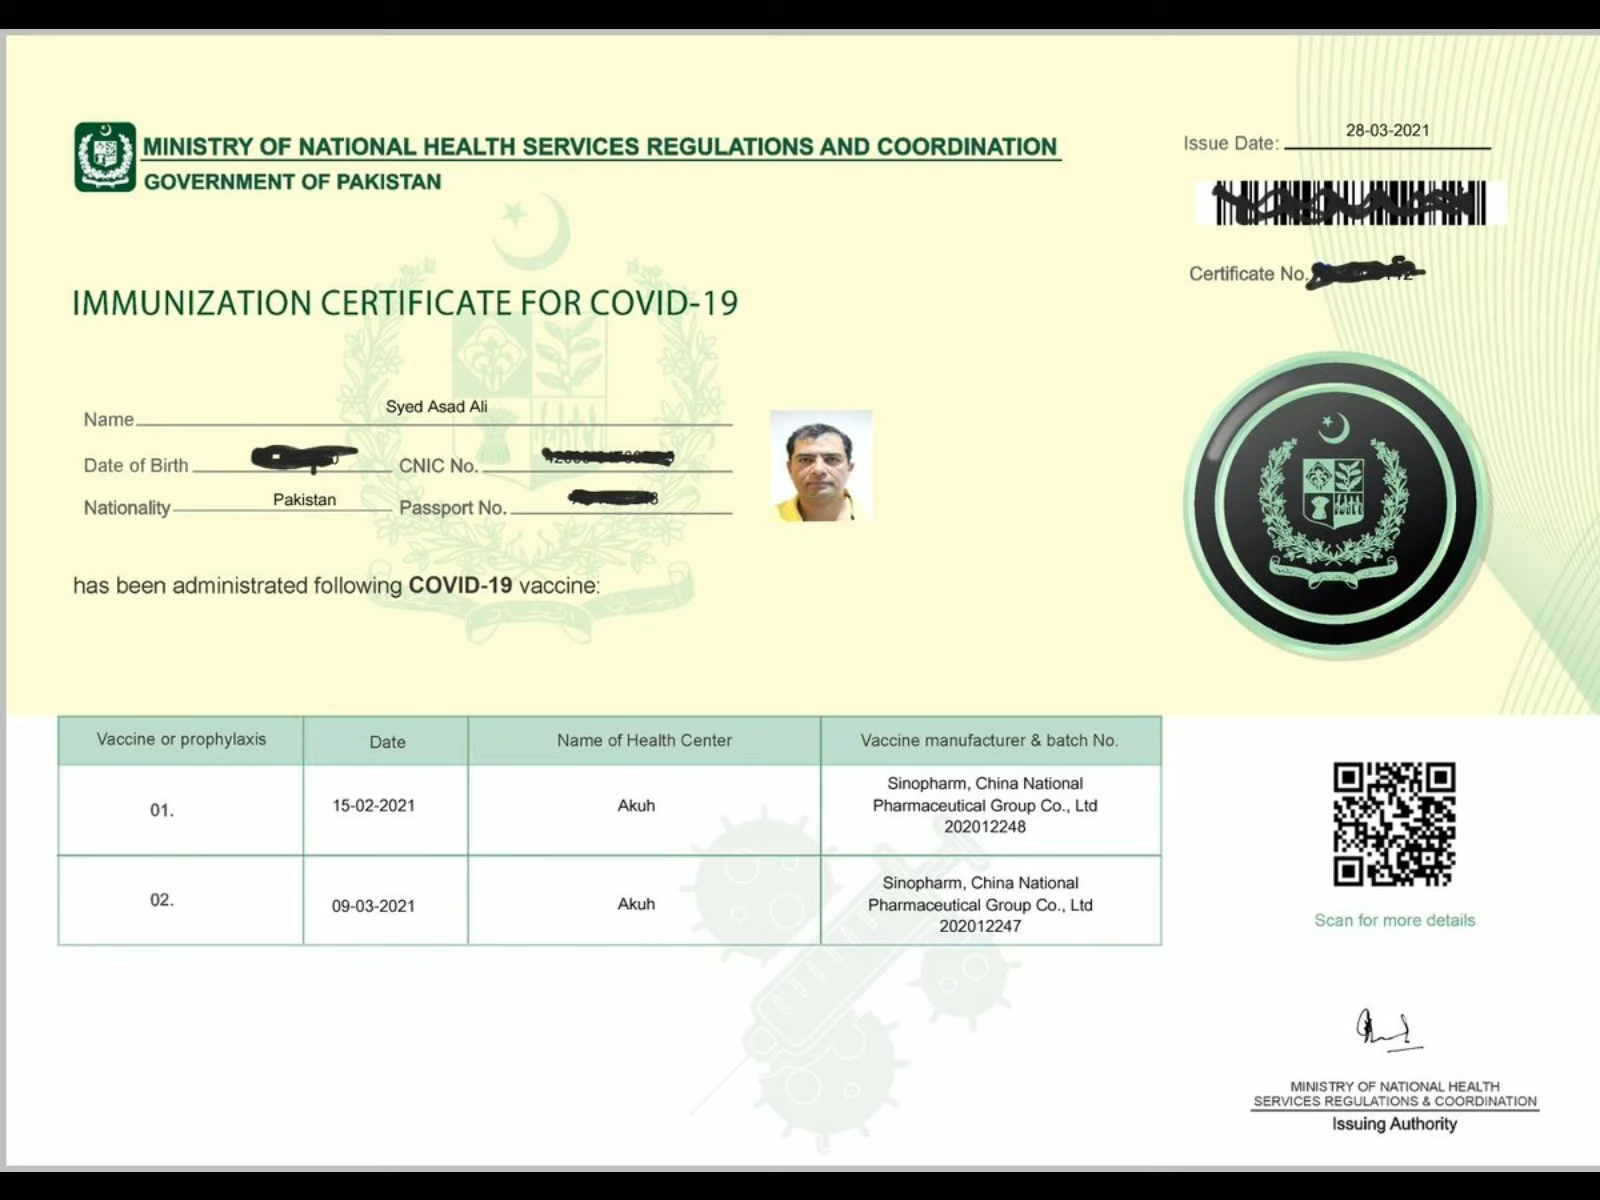 MINISTRY OF NATIONAL HEALTH SERVICES REGULATIONS AND COORDINATION
GOVERNMENT OF PAKISTAN
Issue Date: 28-03-2021
Certificate No.
IMMUNIZATION CERTIFICATE FOR COVID-19
Name Syed Asad Ali
Date of Birth CNIC No.
Nationality Pakistan Passport No.
has been administrated following COVID-19 vaccine:
Vaccine or prophylaxis Date Name of Health Center Vaccine manufacturer & batch No.
01. 15-02-2021 Akuh Sinopharm, China National
Pharmaceutical Group Co., Ltd
202012248
02. 09-03-2021 Akuh Sinopharm, China National
Pharmaceutical Group Co., Ltd
202012247
Scan for more details
MINISTRY OF NATIONAL HEALTH
SERVICES REGULATIONS & COORDINATION
Issuing Authority